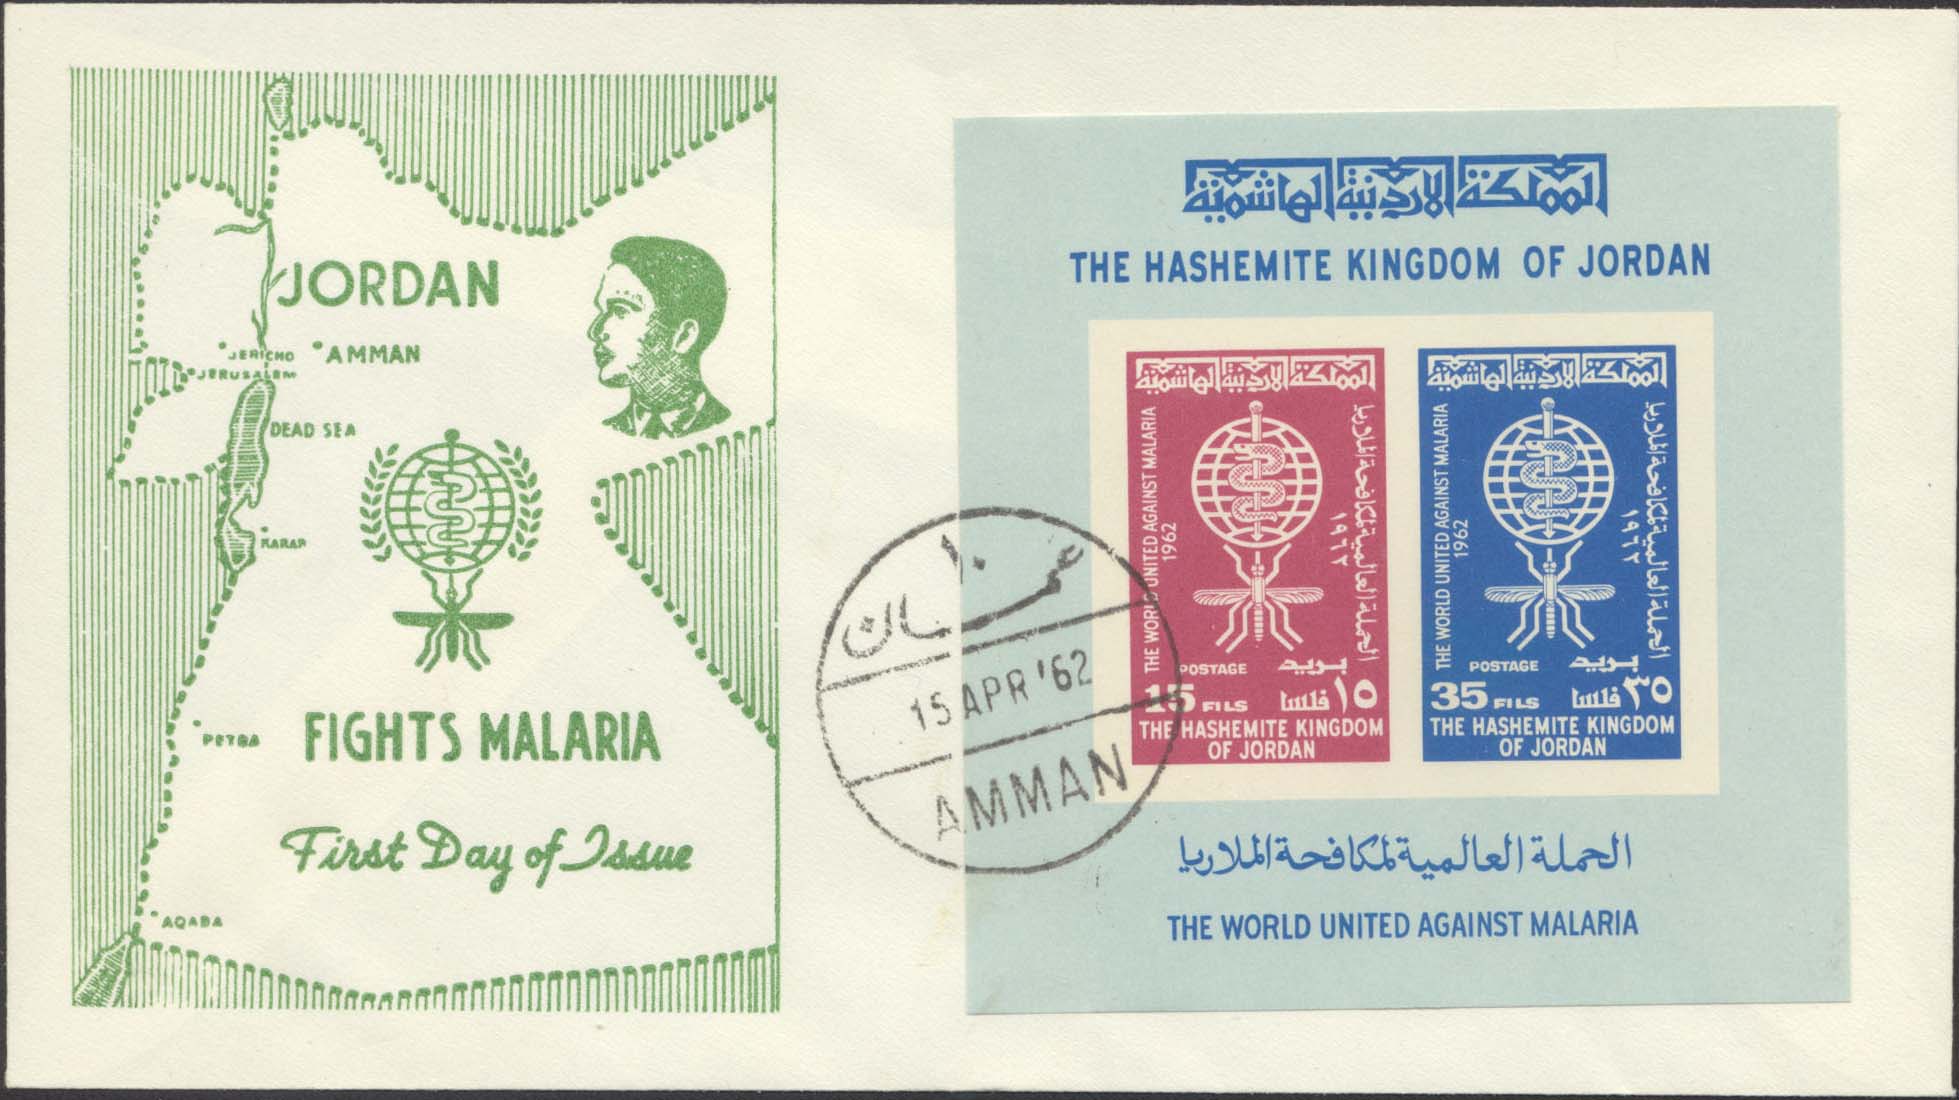 JORDAN
JERICHO
AMMAN
JERUSALEM
DEAD SEA
KARAK
PETRA
FIGHTS MALARIA
First Day of Issue
AQABA
عمان
١٠
15 APR '62
AMMAN
المملكة الاردنية الهاشمية
THE HASHEMITE KINGDOM OF JORDAN
المملكة الاردنية الهاشمية
THE WORLD UNITED AGAINST MALARIA
1962
الحملة العالمية لمكافحة الملاريا
١٩٦٢
POSTAGE بريد
15 FILS ١٥ فلسا
THE HASHEMITE KINGDOM
OF JORDAN
المملكة الاردنية الهاشمية
THE WORLD UNITED AGAINST MALARIA
1962
الحملة العالمية لمكافحة الملاريا
١٩٦٢
POSTAGE بريد
35 FILS ٣٥ فلسا
THE HASHEMITE KINGDOM
OF JORDAN
الحملة العالمية لمكافحة الملاريا
THE WORLD UNITED AGAINST MALARIA